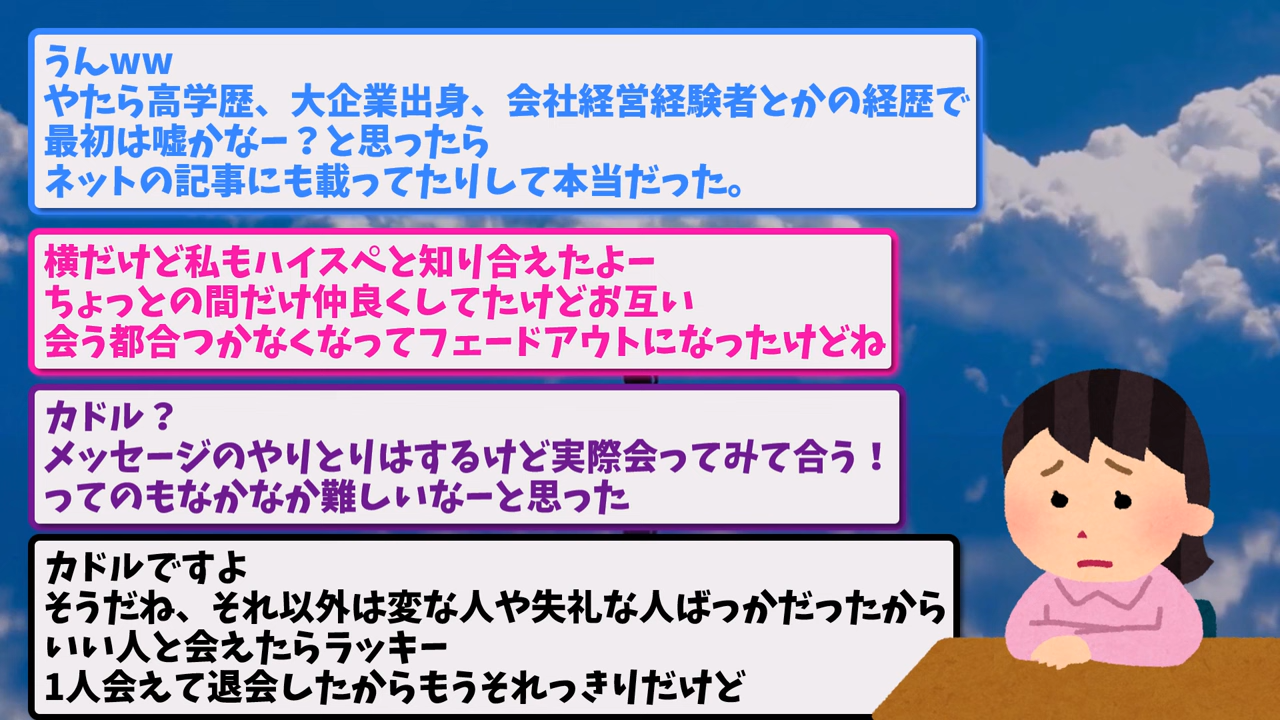 うんww
やたら高学歴、大企業出身、会社経営経験者とかの経歴で
最初は嘘かなー？と思ったら
ネットの記事にも載ってたりして本当だった。
横だけど私もハイスペと知り合えたよー
ちょっとの間だけ仲良くしてたけどお互い
会う都合つかなくなってフェードアウトになったけどね
カドル？
メッセージのやりとりはするけど実際会ってみて合う！
ってのもなかなか難しいなーと思った
カドルですよ
そうだね、それ以外は変な人や失礼な人ばっかだったから
いい人と会えたらラッキー
1人会えて退会したからもうそれっきりだけど